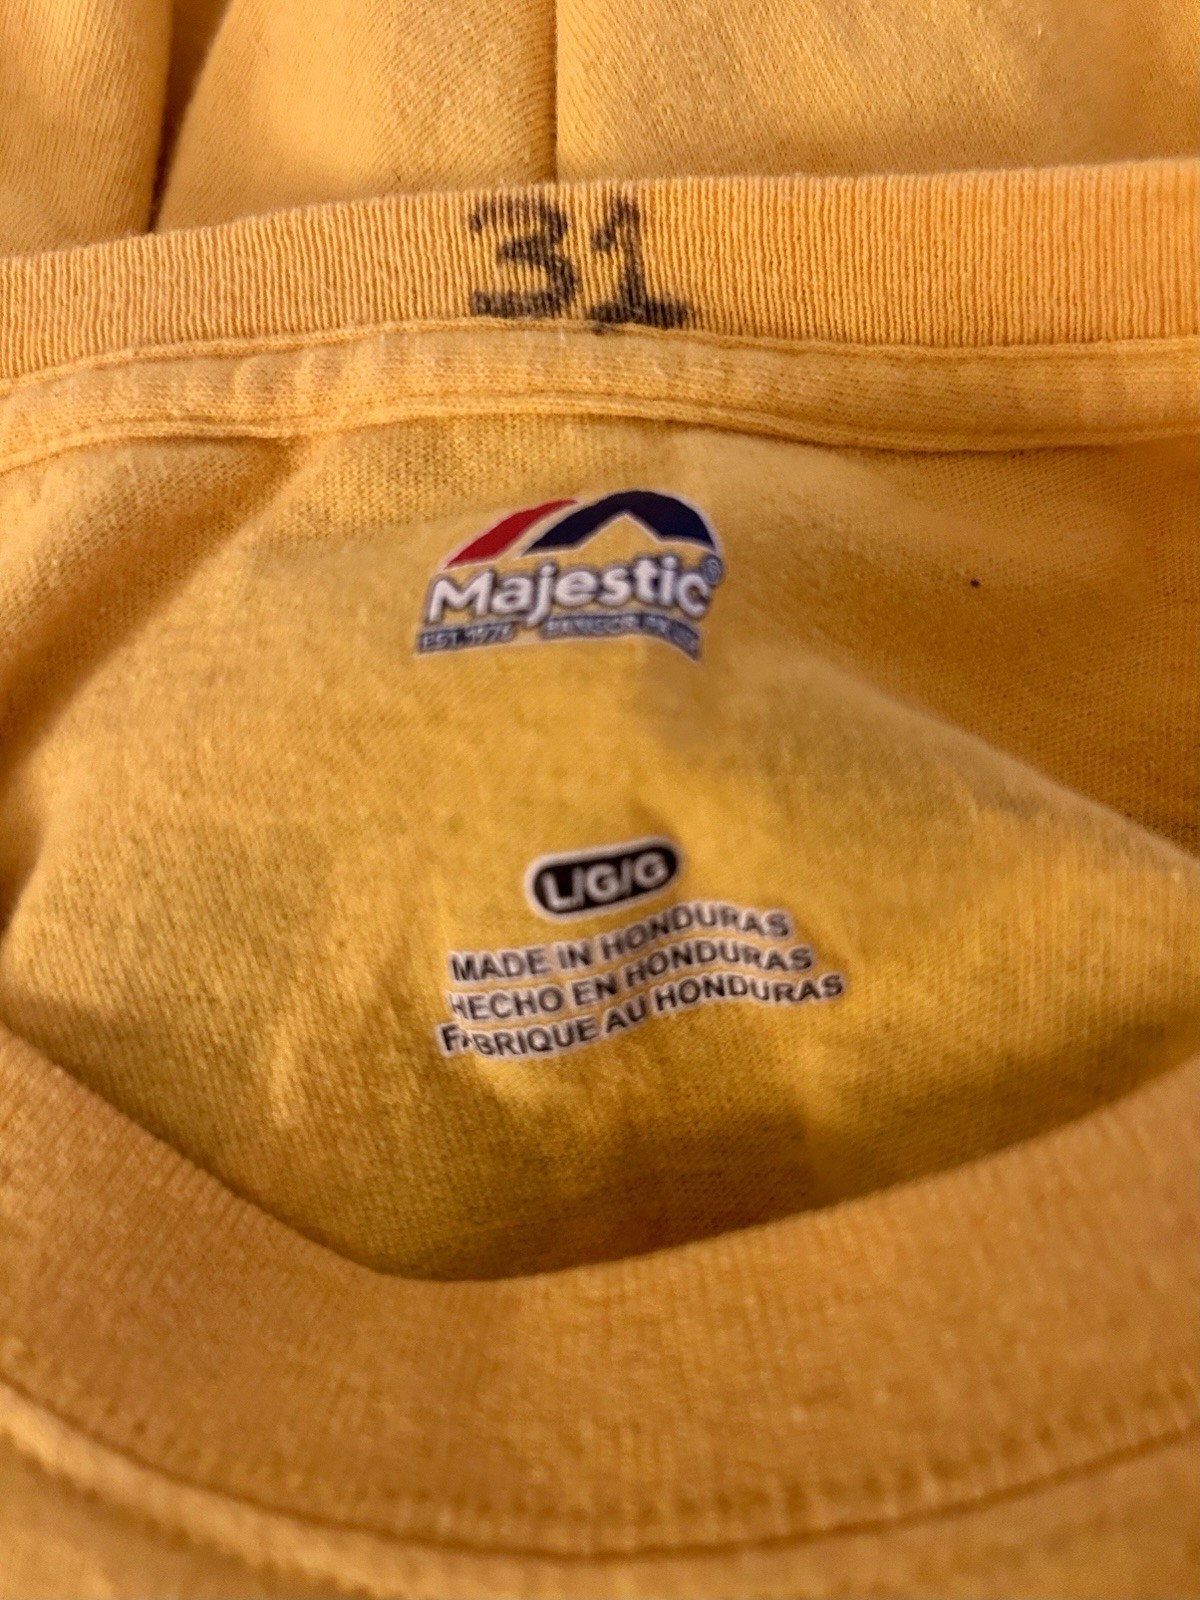 31
Majestic®
L/G/G
MADE IN HONDURAS
HECHO EN HONDURAS
FABRIQUE AU HONDURAS